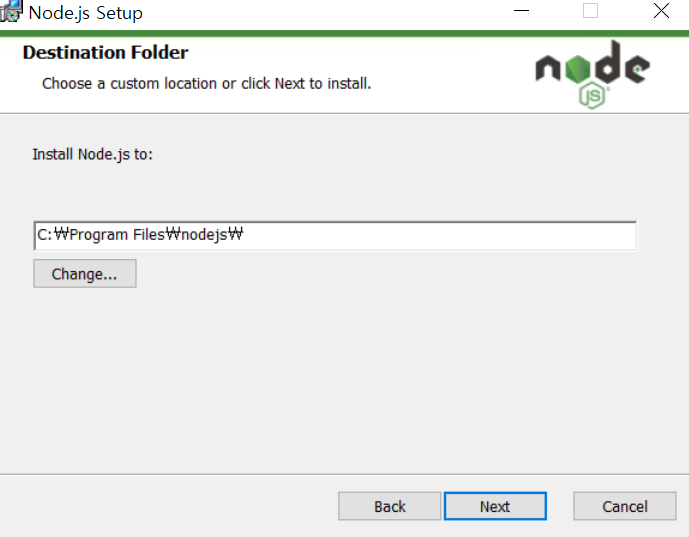 Node.js Setup
Destination Folder
Choose a custom location or click Next to install.
node
JS
Install Node.js to:
C:₩Program Files₩nodejs₩
Change...
Back
Next
Cancel